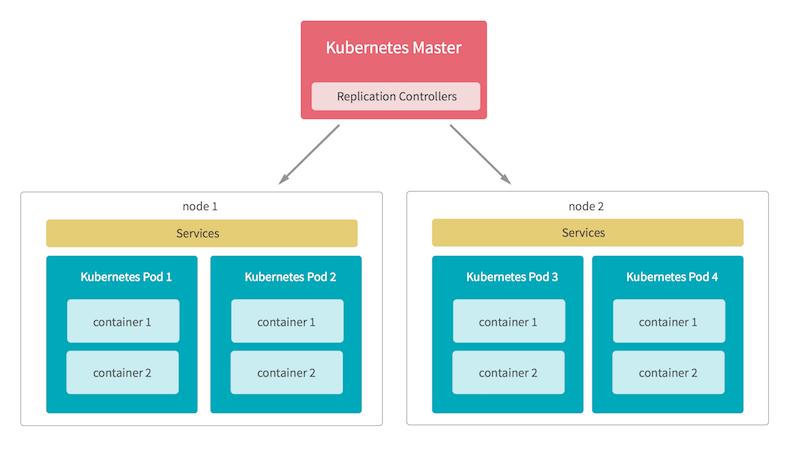 Kubernetes Master
Replication Controllers
node 1
Services
Kubernetes Pod 1
container 1
container 2
Kubernetes Pod 2
container 1
container 2
node 2
Services
Kubernetes Pod 3
container 1
container 2
Kubernetes Pod 4
container 1
container 2